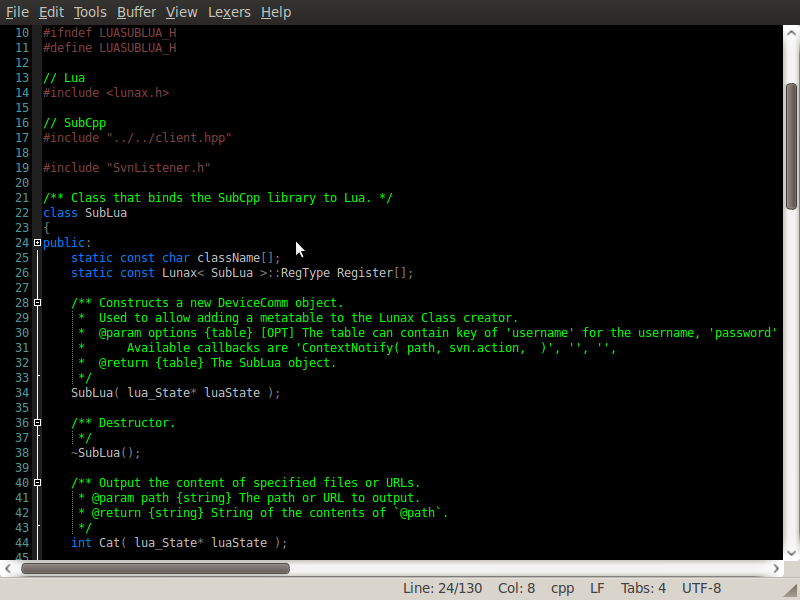 File Edit Tools Buffer View Lexers Help
10 #ifndef LUASUBLUA_H
11 #define LUASUBLUA_H
12
13 // Lua
14 #include <lunax.h>
15
16 // SubCpp
17 #include "../../client.hpp"
18
19 #include "SvnListener.h"
20
21 /** Class that binds the SubCpp library to Lua. */
22 class SubLua
23 {
24 public:
25     static const char className[];
26     static const Lunax< SubLua >::RegType Register[];
27
28     /** Constructs a new DeviceComm object.
29      *  Used to allow adding a metatable to the Lunax Class creator.
30      *  @param options {table} [OPT] The table can contain key of 'username' for the username, 'password'
31      *      Available callbacks are 'ContextNotify( path, svn.action,  )', '', '',
32      *  @return {table} The SubLua object.
33      */
34     SubLua( lua_State* luaState );
35
36     /** Destructor.
37      */
38     ~SubLua();
39
40     /** Output the content of specified files or URLs.
41      * @param path {string} The path or URL to output.
42      * @return {string} String of the contents of `@path`.
43      */
44     int Cat( lua_State* luaState );
45
Line: 24/130 Col: 8 cpp LF Tabs: 4 UTF-8